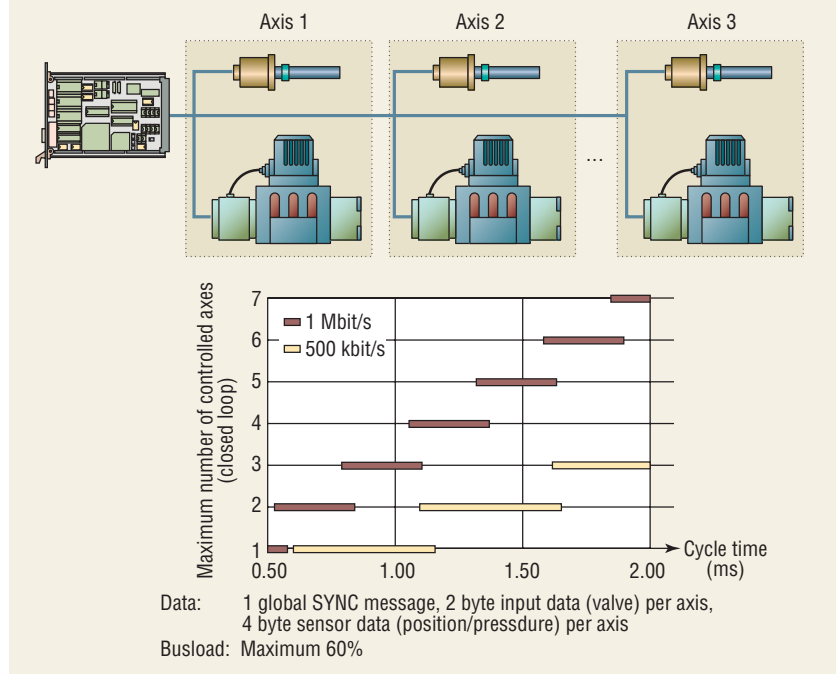 Axis 1
Axis 2
Axis 3
...
Maximum number of controlled axes
(closed loop)
7
6
5
4
3
2
1
1 Mbit/s
500 kbit/s
0.50
1.00
1.50
2.00
Cycle time
(ms)
Data: 1 global SYNC message, 2 byte input data (valve) per axis,
4 byte sensor data (position/pressdure) per axis
Busload: Maximum 60%